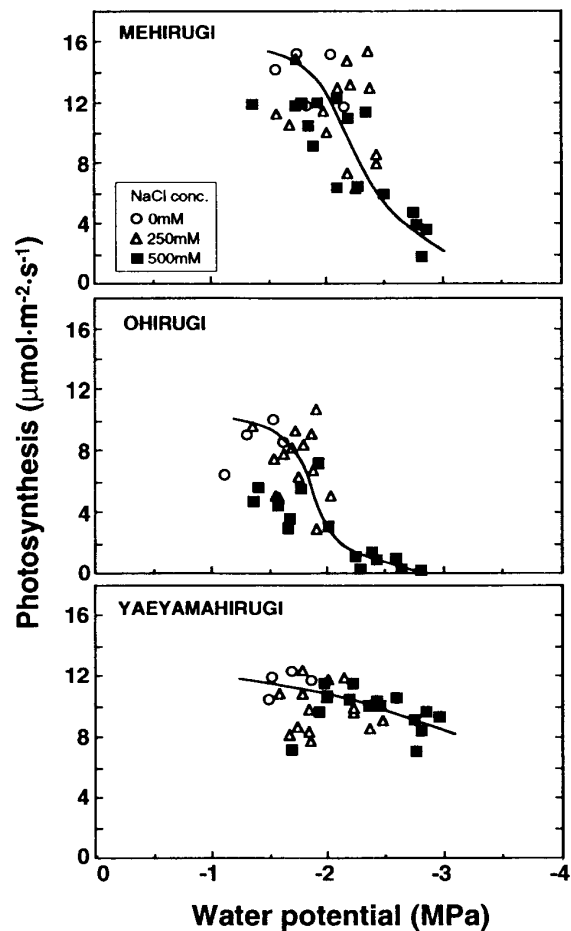 Photosynthesis (μmol·m⁻²·s⁻¹)
MEHIRUGI
16
12
8
4
0
NaCl conc.
0mM
250mM
500mM
OHIRUGI
16
12
8
4
0
YAEYAMAHIRUGI
16
12
8
4
0
0 -1 -2 -3 -4
Water potential (MPa)